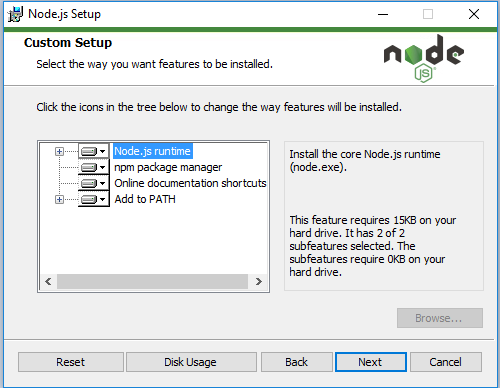 Node.js Setup
Custom Setup
Select the way you want features to be installed.
node
JS
Click the icons in the tree below to change the way features will be installed.
Node.js runtime
npm package manager
Online documentation shortcuts
Add to PATH
Install the core Node.js runtime
(node.exe).
This feature requires 15KB on your
hard drive. It has 2 of 2
subfeatures selected. The
subfeatures require 0KB on your
hard drive.
Browse...
Reset
Disk Usage
Back
Next
Cancel